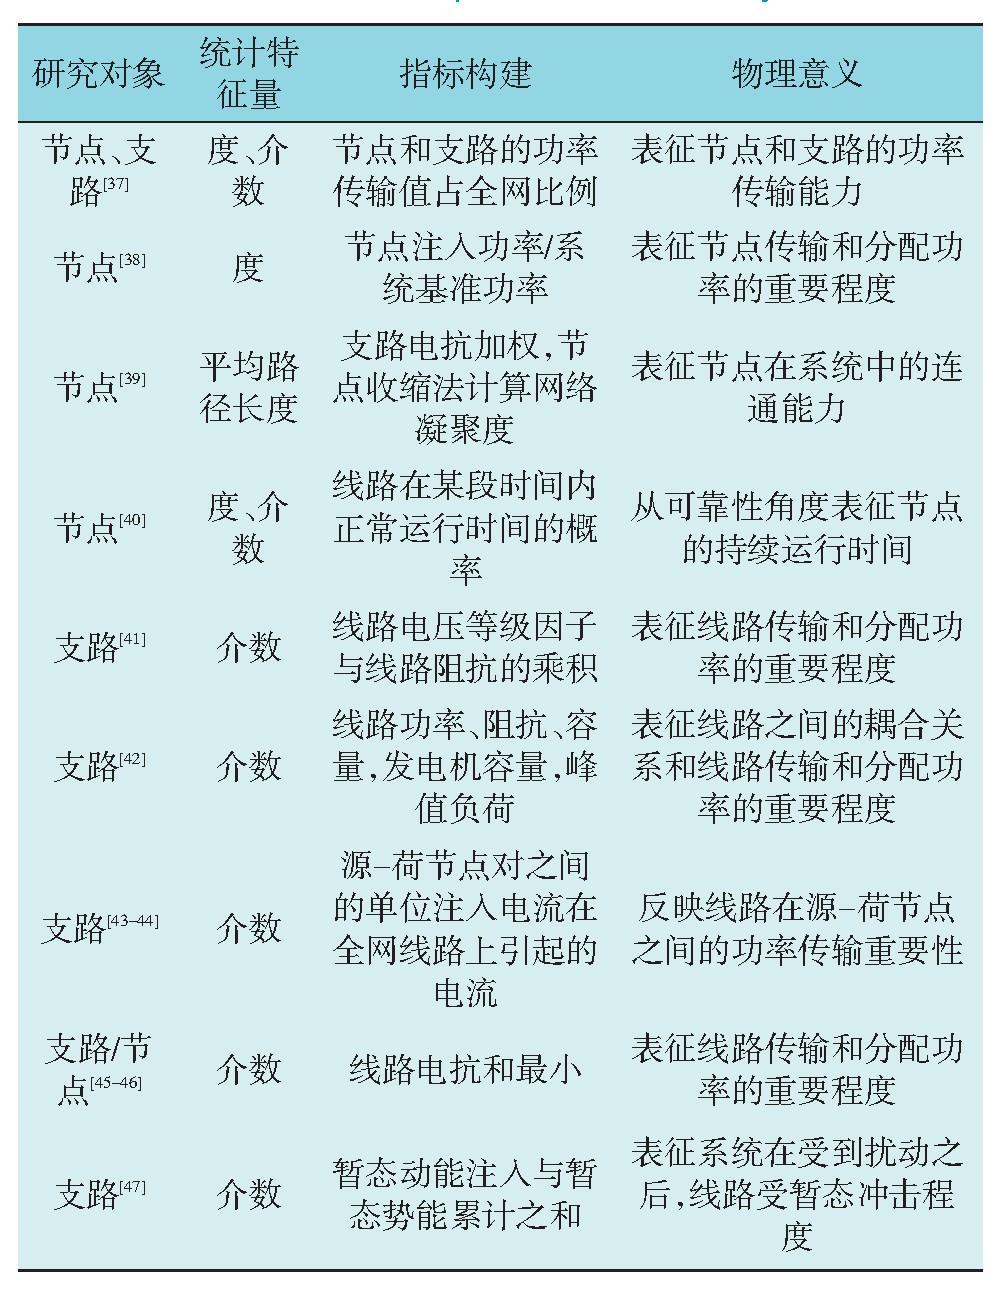 研究对象
统计特
征量
指标构建
物理意义
节点、支
路[37]
度、介
数
节点和支路的功率
传输值占全网比例
表征节点和支路的功率
传输能力
节点[38]
度
节点注入功率/系
统基准功率
表征节点传输和分配功
率的重要程度
节点[39]
平均路
径长度
支路电抗加权,节
点收缩法计算网络
凝聚度
表征节点在系统中的连
通能力
节点[40]
度、介
数
线路在某段时间内
正常运行时间的概
率
从可靠性角度表征节点
的持续运行时间
支路[41]
介数
线路电压等级因子
与线路阻抗的乘积
表征线路传输和分配功
率的重要程度
支路[42]
介数
线路功率、阻抗、容
量,发电机容量,峰
值负荷
表征线路之间的耦合关
系和线路传输和分配功
率的重要程度
支路[43–44]
介数
源–荷节点对之间
的单位注入电流在
全网线路上引起的
电流
反映线路在源–荷节点
之间的功率传输重要性
支路/节
点[45–46]
介数
线路电抗和最小
表征线路传输和分配功
率的重要程度
支路[47]
介数
暂态动能注入与暂
态势能累计之和
表征系统在受到扰动之
后,线路受暂态冲击程
度